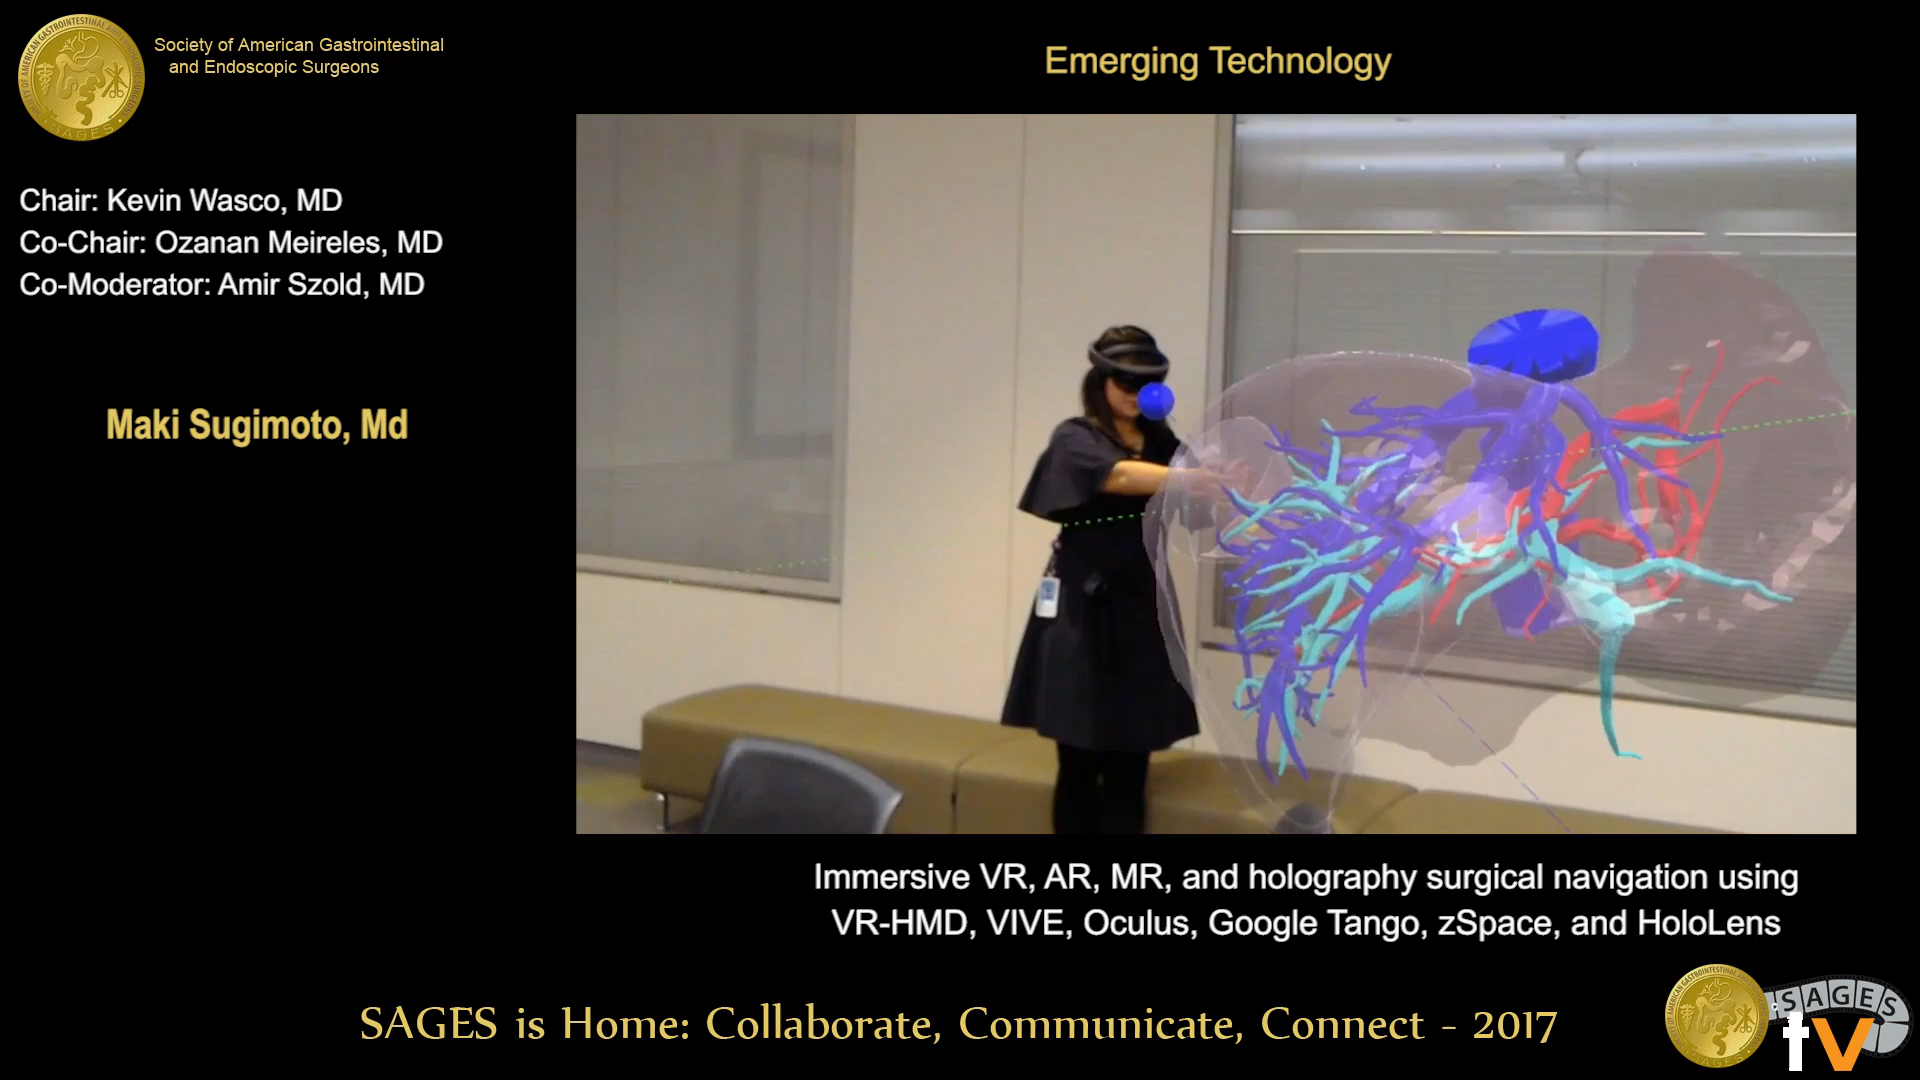 Society of American Gastrointestinal
and Endoscopic Surgeons
Emerging Technology
Chair: Kevin Wasco, MD
Co-Chair: Ozanan Meireles, MD
Co-Moderator: Amir Szold, MD
Maki Sugimoto, Md
Immersive VR, AR, MR, and holography surgical navigation using
VR-HMD, VIVE, Oculus, Google Tango, zSpace, and HoloLens
SAGES is Home: Collaborate, Communicate, Connect - 2017
SAGES
tv
SAGES